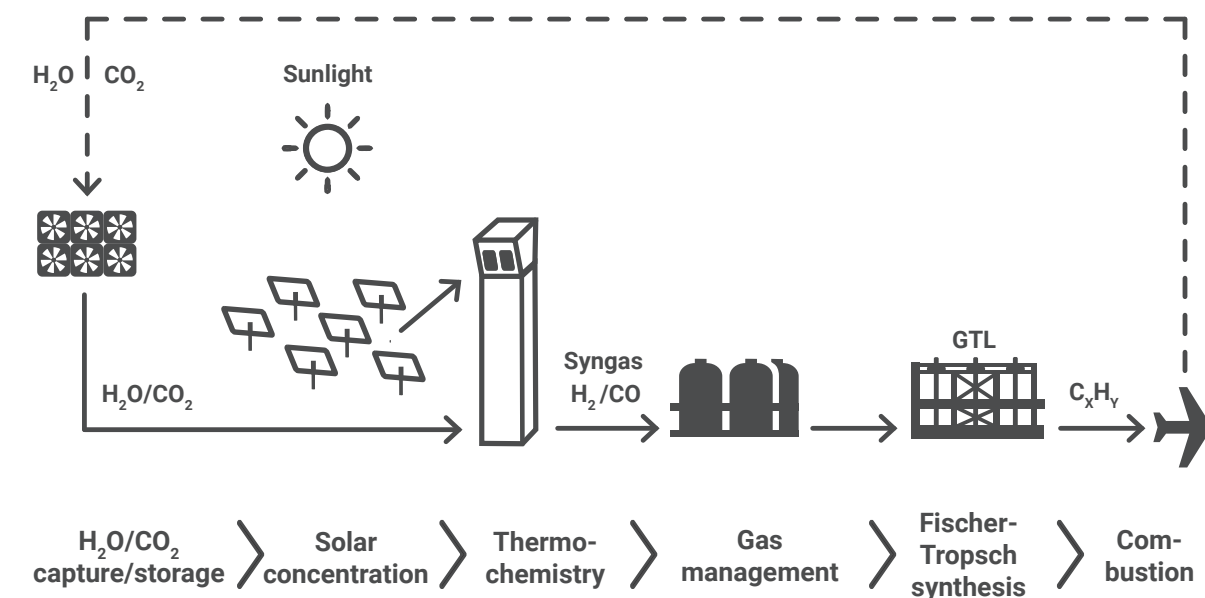 H₂O CO₂
Sunlight
H₂O/CO₂
Syngas
H₂/CO
GTL
CₓHᵧ
H₂O/CO₂
capture/storage
Solar
concentration
Thermo-
chemistry
Gas
management
Fischer-
Tropsch
synthesis
Com-
bustion